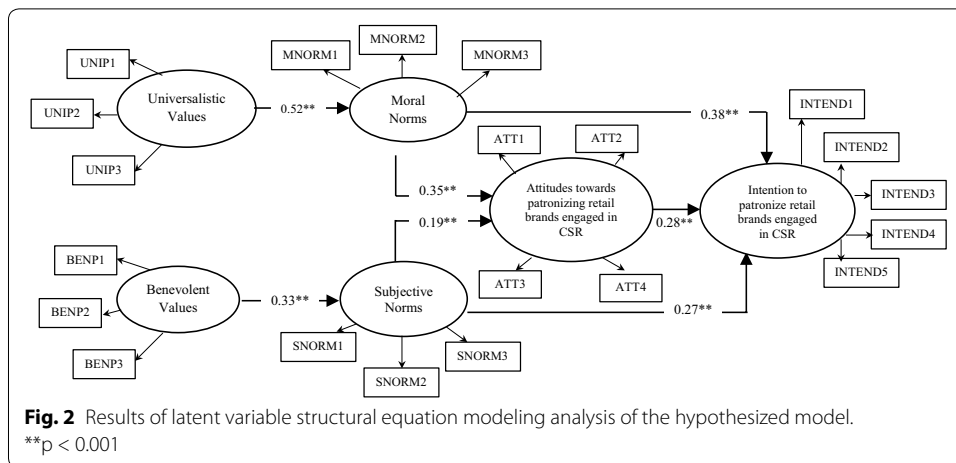 UNIP1
UNIP2
UNIP3
Universalistic
Values
0.52**
MNORM1
MNORM2
MNORM3
Moral
Norms
0.38**
0.35**
ATT1
ATT2
Attitudes towards
patronizing retail
brands engaged in
CSR
ATT3
ATT4
0.28**
INTEND1
INTEND2
INTEND3
INTEND4
INTEND5
Intention to
patronize retail
brands engaged
in CSR
0.19**
BENP1
BENP2
BENP3
Benevolent
Values
0.33**
Subjective
Norms
0.27**
SNORM1
SNORM2
SNORM3
Fig. 2 Results of latent variable structural equation modeling analysis of the hypothesized model.
**p < 0.001